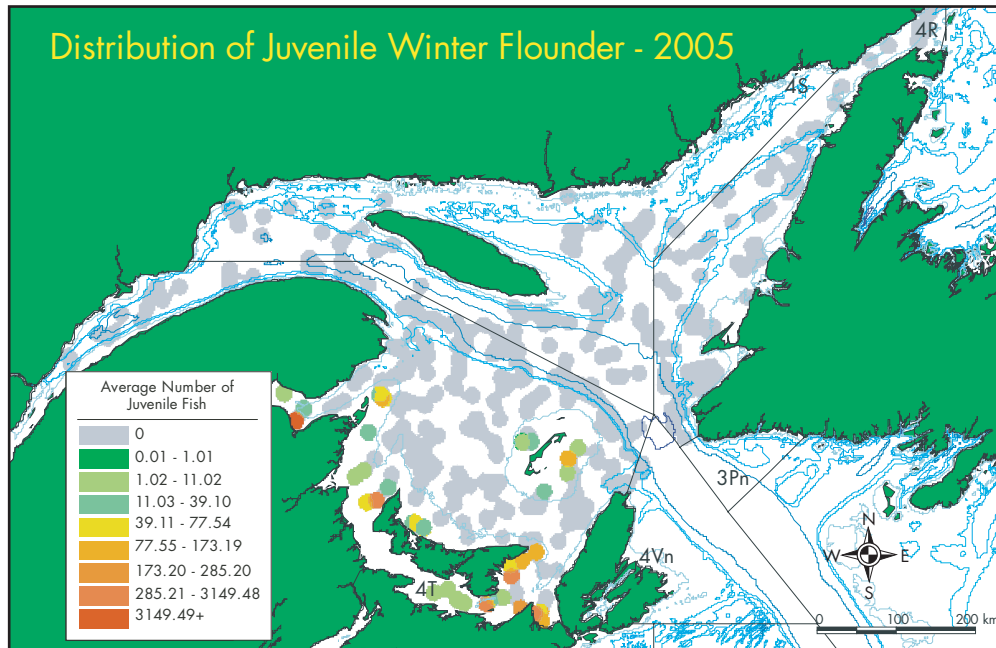 Distribution of Juvenile Winter Flounder - 2005
4R
4S
Average Number of
Juvenile Fish
0
0.01 - 1.01
1.02 - 11.02
11.03 - 39.10
39.11 - 77.54
77.55 - 173.19
173.20 - 285.20
285.21 - 3149.48
3149.49+
3Pn
4Vn
4T
N
W E
S
0 100 200 km